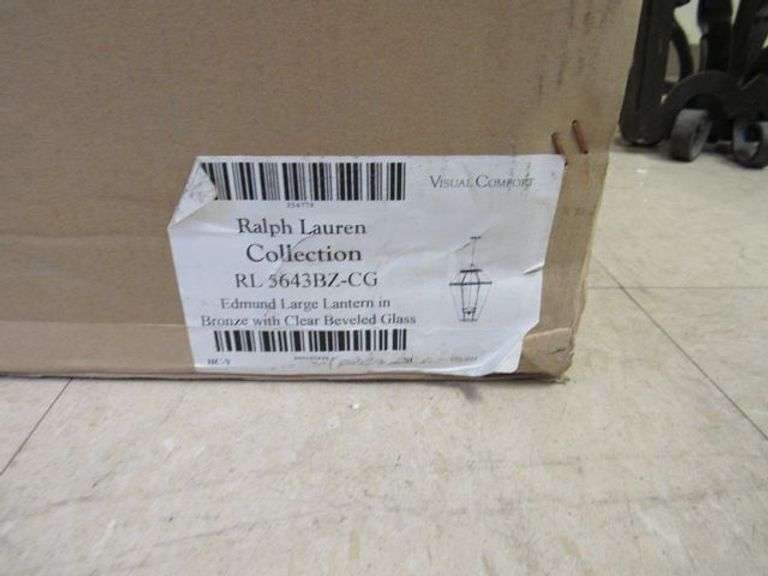 VISUAL COMFORT
Ralph Lauren
Collection
RL 5643BZ-CG
Edmund Large Lantern in
Bronze with Clear Beveled Glass